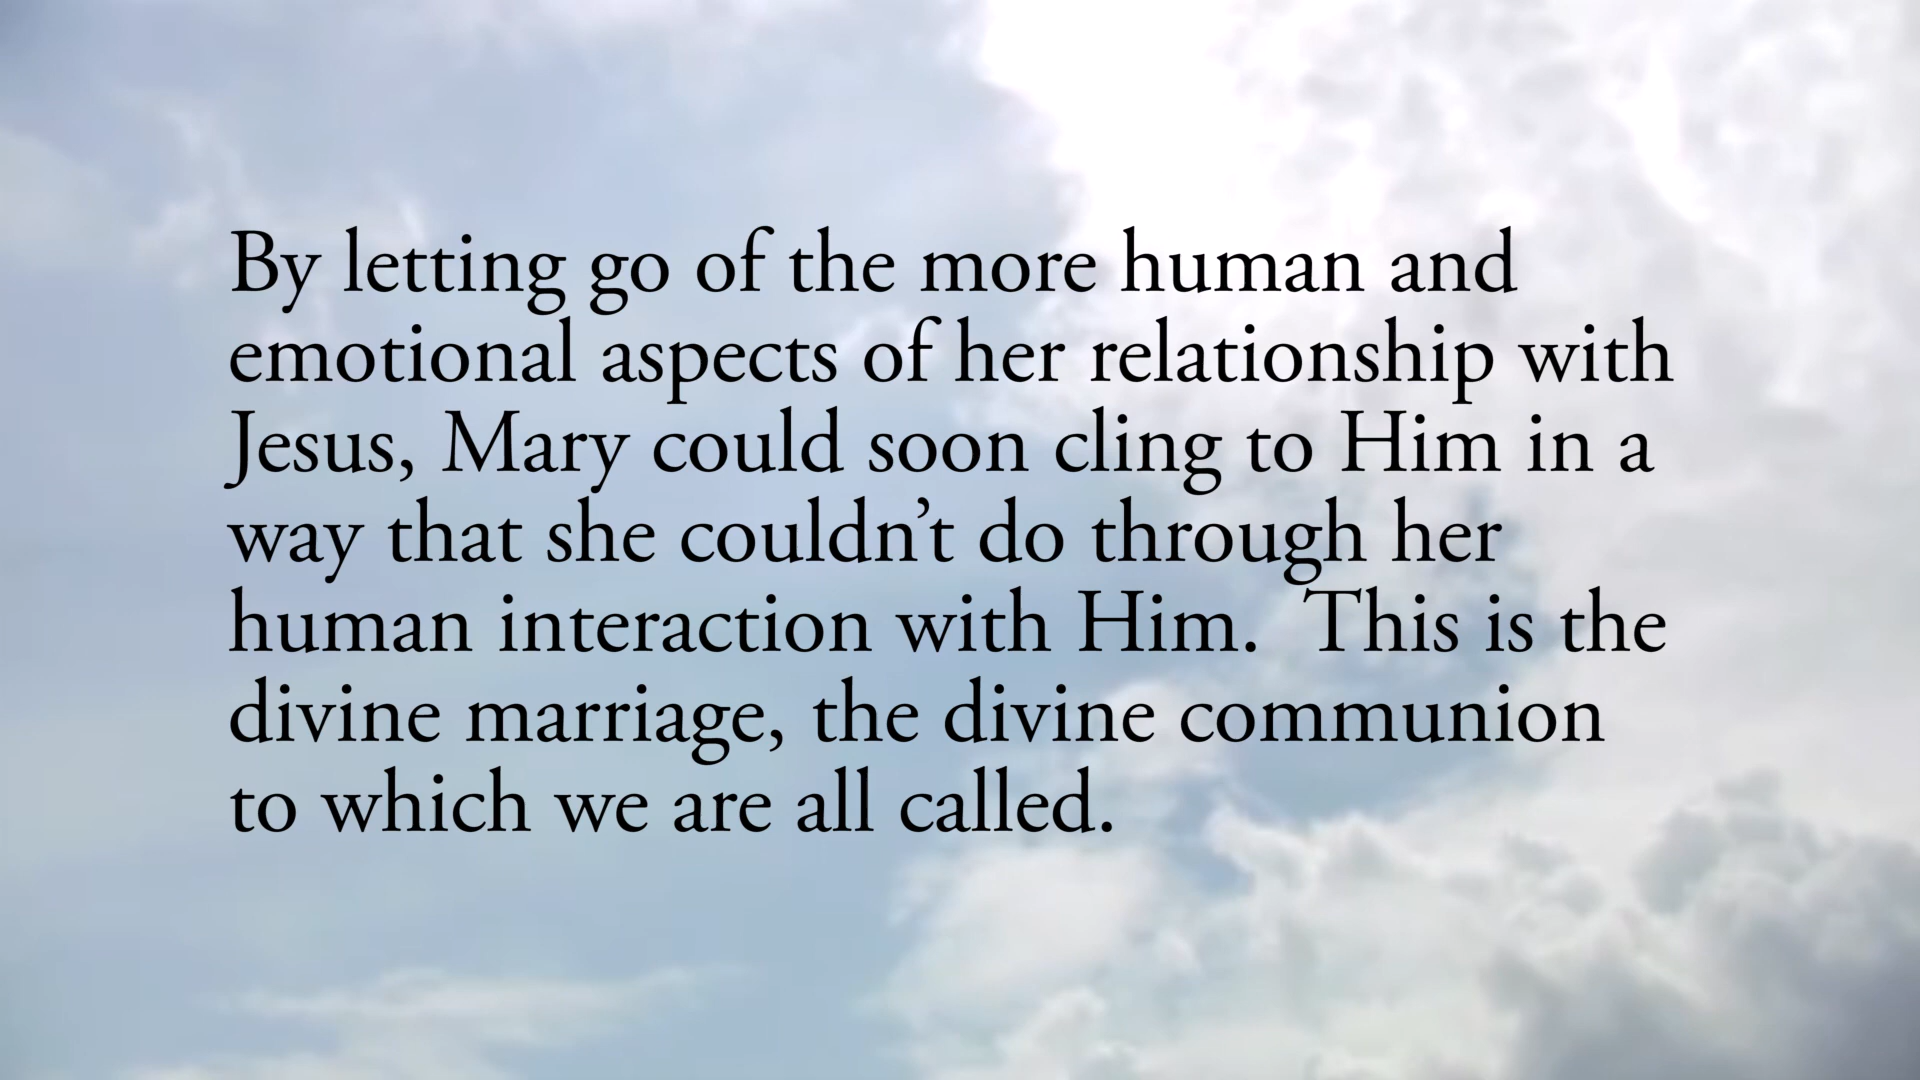 By letting go of the more human and
emotional aspects of her relationship with
Jesus, Mary could soon cling to Him in a
way that she couldn’t do through her
human interaction with Him.  This is the
divine marriage, the divine communion
to which we are all called.